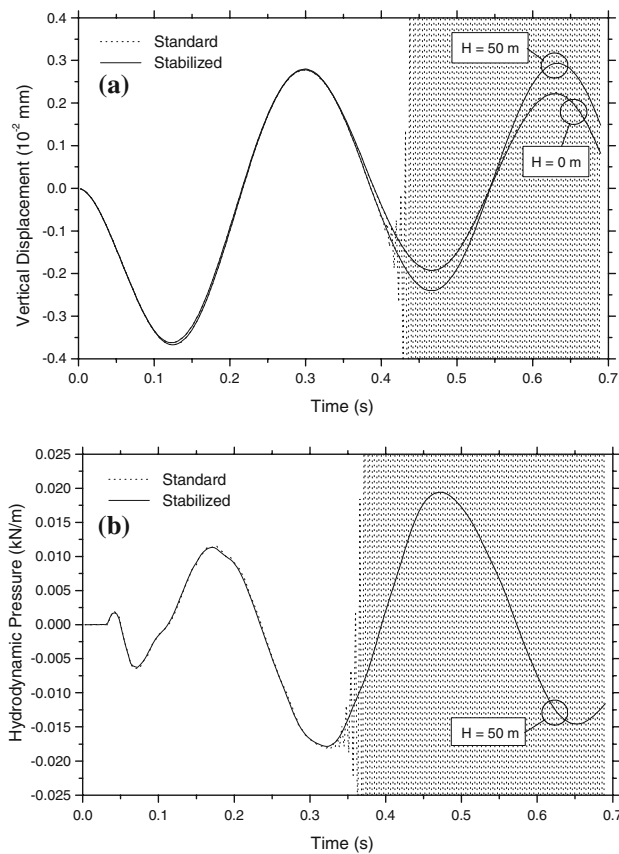 0.4
0.3
0.2
0.1
0.0
-0.1
-0.2
-0.3
-0.4
Vertical Displacement (10-2 mm)
Standard
Stabilized
(a)
H = 50 m
H = 0 m
0.0 0.1 0.2 0.3 0.4 0.5 0.6 0.7
Time (s)
0.025
0.020
0.015
0.010
0.005
0.000
-0.005
-0.010
-0.015
-0.020
-0.025
Hydrodynamic Pressure (kN/m)
Standard
Stabilized
(b)
H = 50 m
0.0 0.1 0.2 0.3 0.4 0.5 0.6 0.7
Time (s)